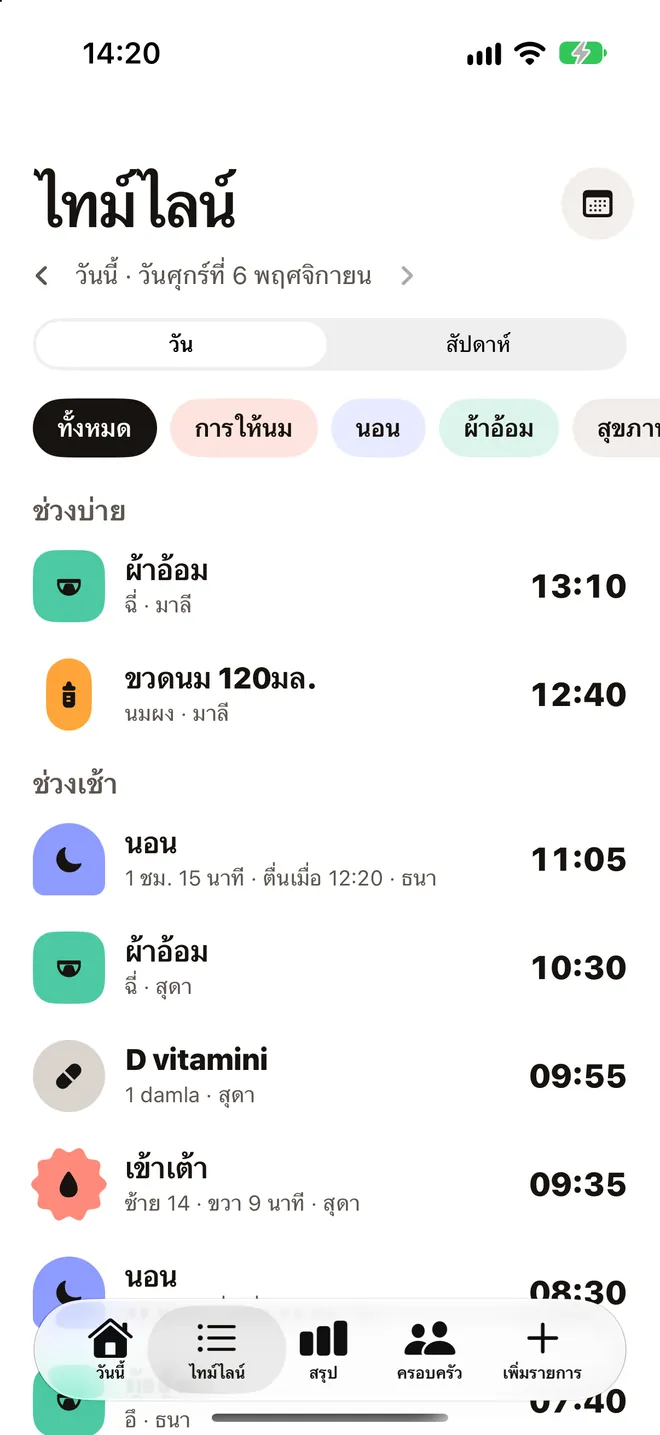 14:20
ไทม์ไลน์
วันนี้ · วันศุกร์ที่ 6 พฤศจิกายน
วัน
สัปดาห์
ทั้งหมด
การให้นม
นอน
ผ้าอ้อม
ช่วงบ่าย
ผ้าอ้อม
ฉี่ · มาลี
13:10
ขวดนม 120มล.
นมผง · มาลี
12:40
ช่วงเช้า
นอน
1 ชม. 15 นาที · ตื่นเมื่อ 12:20 · ธนา
11:05
ผ้าอ้อม
ฉี่ · สุดา
10:30
D vitamini
1 damla · สุดา
09:55
เข้าเต้า
ซ้าย 14 · ขวา 9 นาที · สุดา
09:35
นอน
08:30
วันนี้
ไทม์ไลน์
สรุป
ครอบครัว
เพิ่มรายการ
07:40
อึ · ธนา